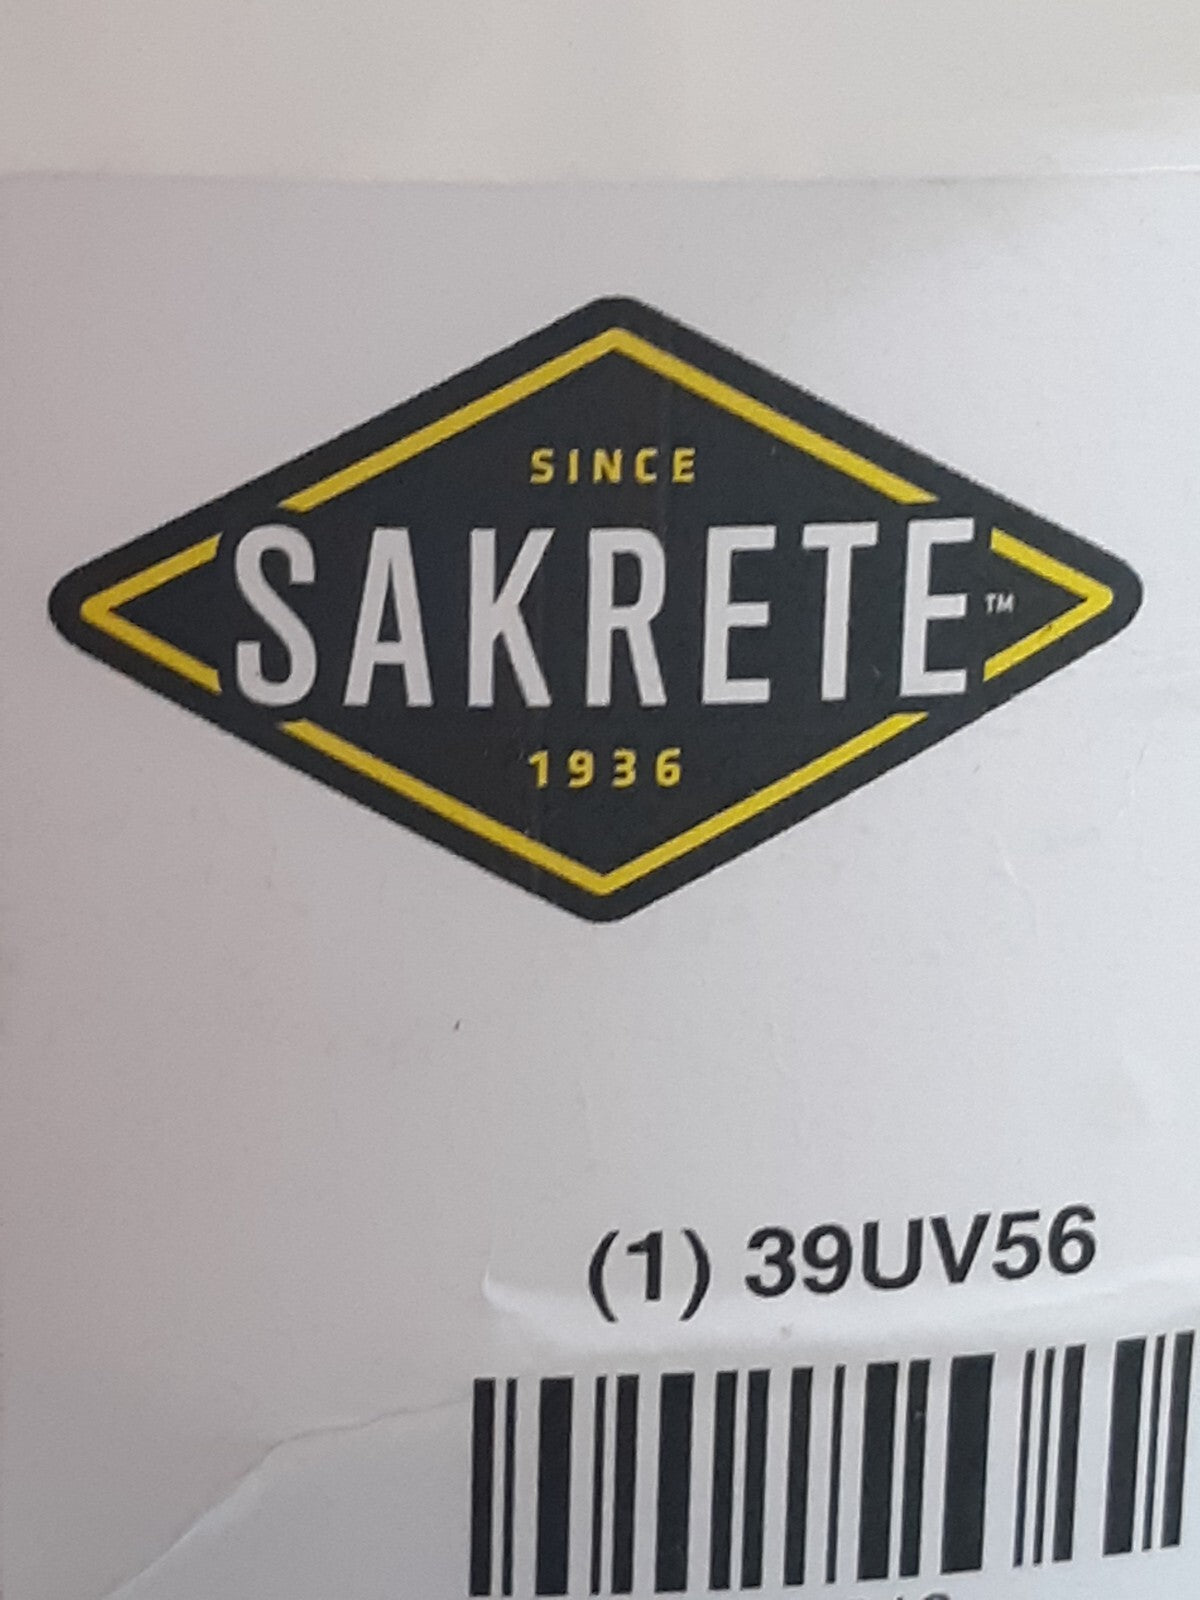 SINCE
SAKRETE™
1936
(1) 39UV56